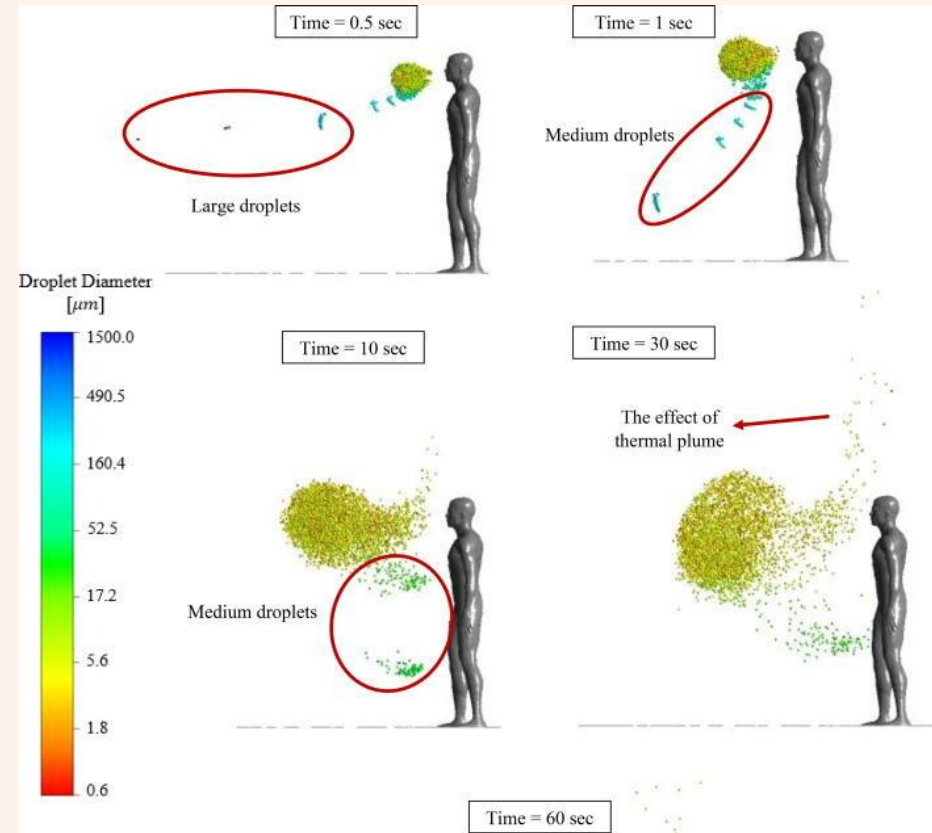 Time = 0.5 sec
Time = 1 sec
Medium droplets
Large droplets
Droplet Diameter
[μm]
1500.0
490.5
160.4
52.5
17.2
5.6
1.8
0.6
Time = 10 sec
Time = 30 sec
The effect of
thermal plume
Medium droplets
Time = 60 sec